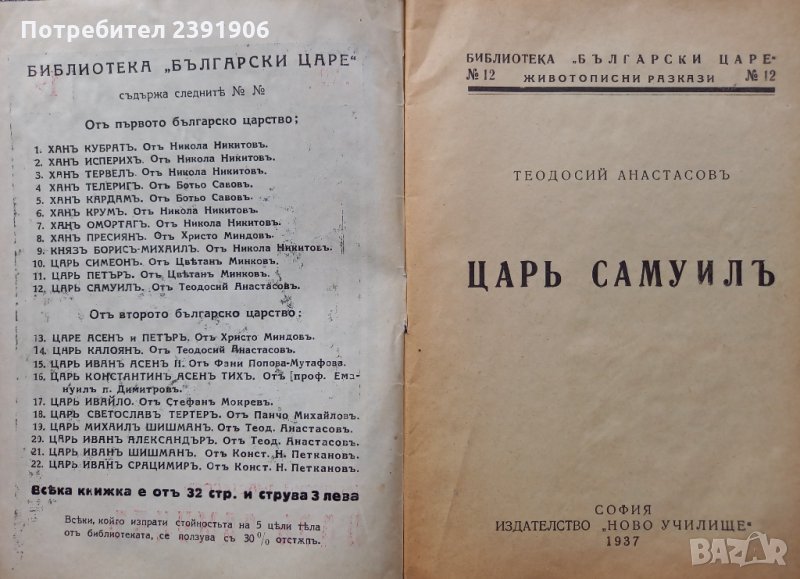 Потребител 2391906
БИБЛИОТЕКА „БЪЛГАРСКИ ЦАРЕ“
съдържа следнитѣ № №
Отъ първото българско царство;
1. ХАНЪ КУБРАТЪ. Отъ Никола Никитовъ.
2. ХАНЪ ИСПЕРИХЪ. Отъ Никола Никитовъ.
3. ХАНЪ ТЕРВЕЛЪ. Отъ Никола Никитовъ.
4 ХАНЪ ТЕЛЕРИГЪ. Отъ Ботьо Савовъ.
5. ХАНЪ КАРДАМЪ. Отъ Ботьо Савовъ.
6. ХАНЪ КРУМЪ. Отъ Никола Никитовъ.
7. ХАНЪ ОМОРТАГЪ. Отъ Никола Никитовъ.
8. ХАНЪ ПРЕСИЯНЪ. Отъ Христо Миндовъ.
9. КНЯЗЪ БОРИСЪ-МИХАИЛЪ. Отъ Никола Никитовъ.
10. ЦАРЬ СИМЕОНЪ. Отъ Цвѣтанъ Минковъ.
11. ЦАРЬ ПЕТЪРЪ. Отъ Цвѣтанъ Минковъ.
12. ЦАРЬ САМУИЛЪ. Отъ Теодосий Анастасовъ.
Отъ второто българско царство;
13. ЦАРЕ АСЕНЪ и ПЕТЪРЪ. Отъ Христо Миндовъ.
14. ЦАРЬ КАЛОЯНЪ. Отъ Теодосий Анастасовъ.
15. ЦАРЬ ИВАНЪ АСЕНЪ II. Отъ Фани Попова-Мутафова.
16. ЦАРЬ КОНСТАНТИНЪ АСЕНЪ ТИХЪ. Отъ [проф. Ема-
нуилъ п. Димитровъ.
17. ЦАРЬ ИВАЙЛО. Отъ Стефанъ Мокревъ.
18. ЦАРЬ СВЕТОСЛАВЪ ТЕРТЕРЪ. Отъ Панчо Михайловъ.
19. ЦАРЬ МИХАИЛЪ ШИШМАНЪ. Отъ Теод. Анастасовъ.
20. ЦАРЬ ИВАНЪ АЛЕКСАНДЪРЪ. Отъ Теод. Анастасовъ.
21. ЦАРЬ ИВАНЪ ШИШМАНЪ. Отъ Конст. Н. Петкановъ.
22. ЦАРЬ ИВАНЪ СРАЦИМИРЪ. Отъ Конст. Н. Петкановъ.
Всѣка книжка е отъ 32 стр. и струва 3 лева
Всѣки, който изпрати стойностьта на 5 цѣли тѣла
отъ библиотеката, се ползува съ 30% отстѫпъ.
БИБЛИОТЕКА „БЪЛГАРСКИ ЦАРЕ“
№ 12 ЖИВОТОПИСНИ РАЗКАЗИ № 12
ТЕОДОСИЙ АНАСТАСОВЪ
ЦАРЬ САМУИЛЪ
СОФИЯ
ИЗДАТЕЛСТВО „НОВО УЧИЛИЩЕ“
1937
BAZAR
bg